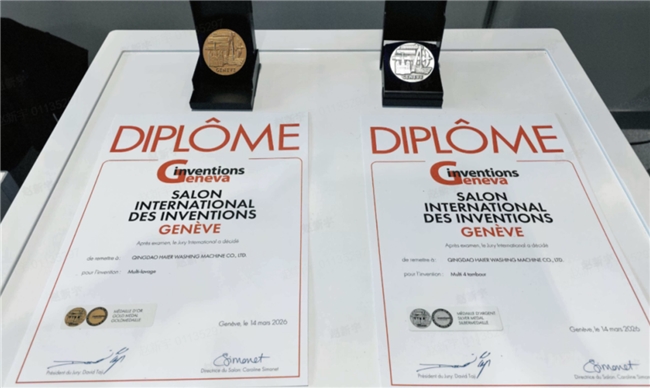 DIPLÔME
inventions
Geneva
SALON
INTERNATIONAL
DES INVENTIONS
GENÈVE
Après examen, le Jury International a décidé
de remettre à : QINGDAO HAIER WASHING MACHINE CO., LTD.
pour l'invention : Multi-lavage
MÉDAILLE D'OR
GOLD MEDAL
GOLDMEDAILLE
Genève, le 14 mars 2026
Président du Jury: David Taji
Directrice du Salon: Caroline Simonet
DIPLÔME
inventions
Geneva
SALON
INTERNATIONAL
DES INVENTIONS
GENÈVE
Après examen, le Jury International a décidé
de remettre à : QINGDAO HAIER WASHING MACHINE CO., LTD.
pour l'invention : Multi 4 tambour
MÉDAILLE D'ARGENT
SILVER MEDAL
SILBERMEDAILLE
Genève, le 14 mars 2026
Président du Jury: David Taji
Directrice du Salon: Caroline Simonet